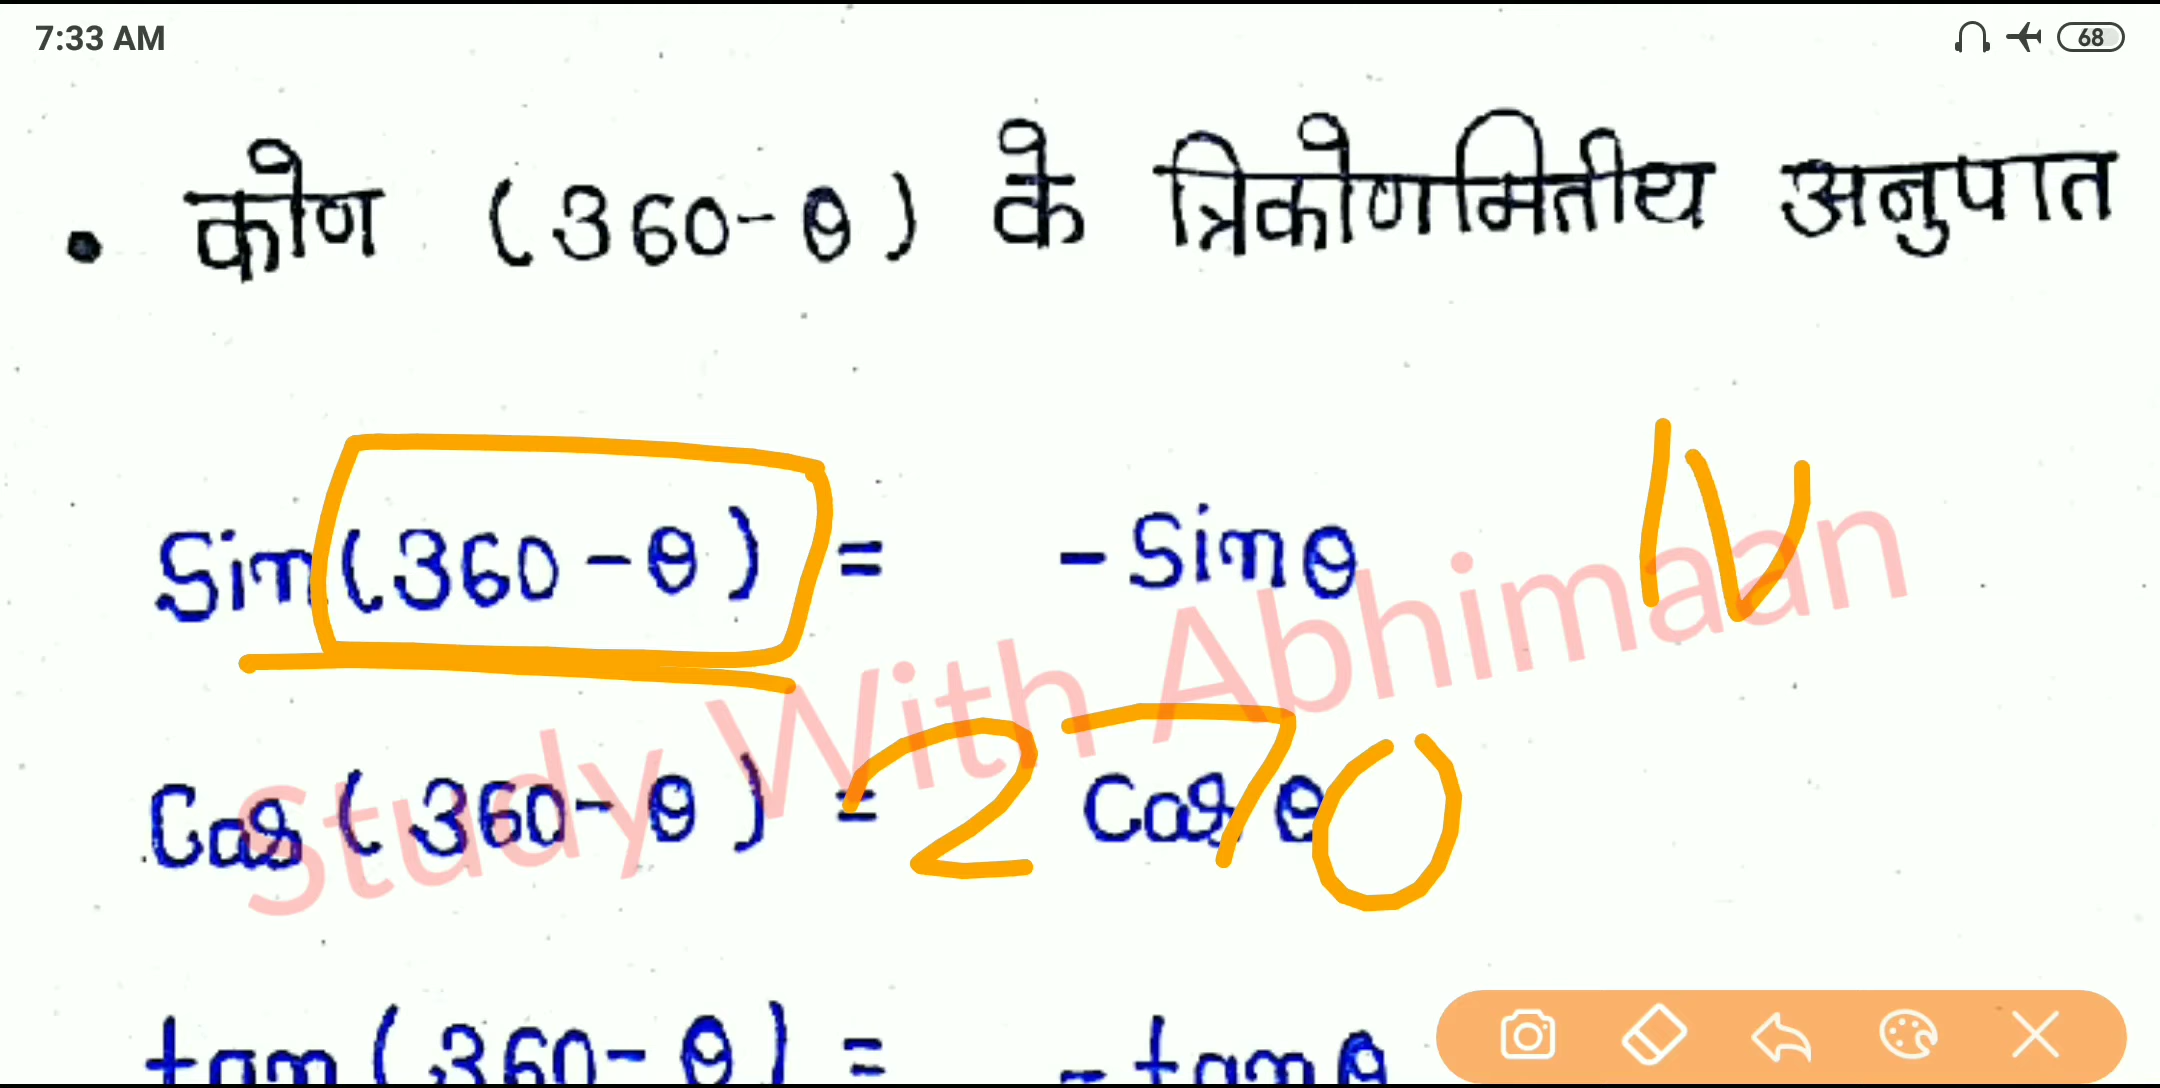 7:33 AM
68
• कोण (360-θ) के त्रिकोणमितीय अनुपात
Sin(360-θ) = -Sinθ
IV
Cos(360-θ) = Cosθ
270
tan(360-θ) = -tanθ
Study With Abhimaan